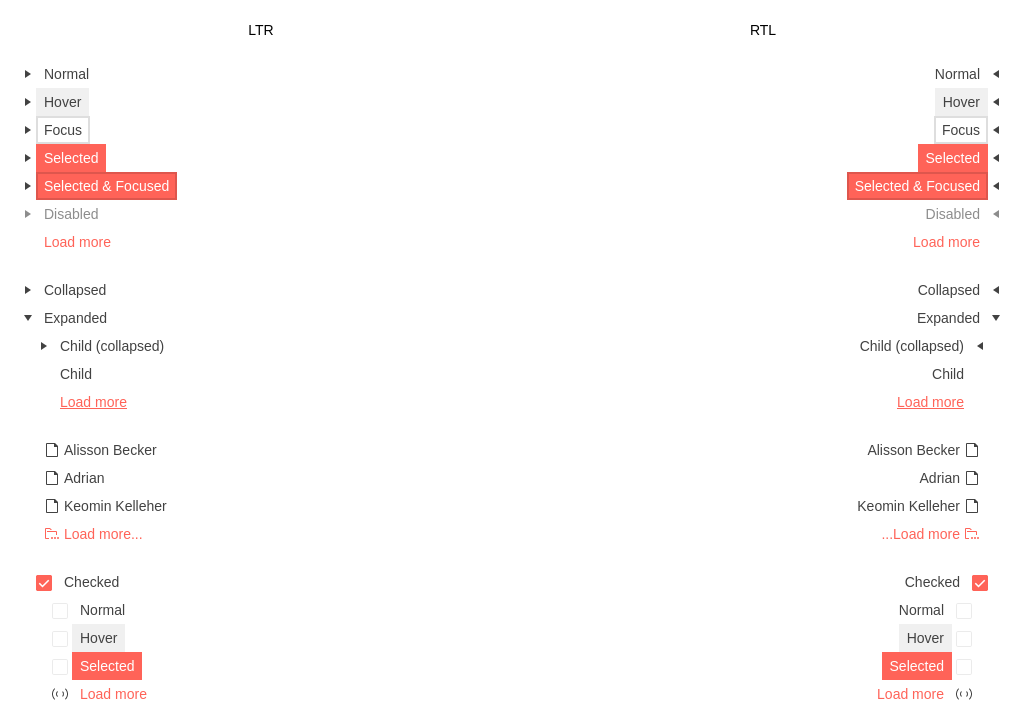 LTR
Normal
Hover
Focus
Selected
Selected & Focused
Disabled
Load more
Collapsed
Expanded
Child (collapsed)
Child
Load more
Alisson Becker
Adrian
Keomin Kelleher
Load more...
Checked
Normal
Hover
Selected
Load more
RTL
Normal
Hover
Focus
Selected
Selected & Focused
Disabled
Load more
Collapsed
Expanded
Child (collapsed)
Child
Load more
Alisson Becker
Adrian
Keomin Kelleher
...Load more
Checked
Normal
Hover
Selected
Load more